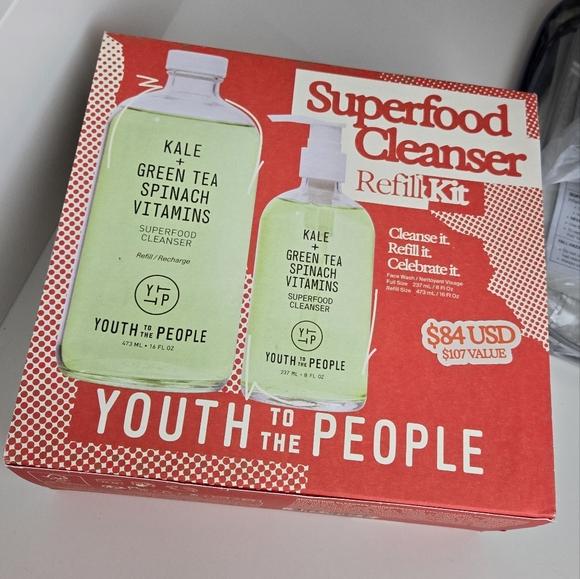 Superfood
Cleanser
Refill Kit
KALE
+
GREEN TEA
SPINACH
VITAMINS
SUPERFOOD
CLEANSER
Refill / Recharge
Y T T P
YOUTH TO THE PEOPLE
473 ML • 16 FL OZ
KALE
+
GREEN TEA
SPINACH
VITAMINS
SUPERFOOD
CLEANSER
Y T T P
YOUTH TO THE PEOPLE
237 ML • 8 FL OZ
Cleanse it.
Refill it.
Celebrate it.
Face Wash / Nettoyant Visage
Full Size 237 mL / 8 Fl Oz
Refill Size 473 mL / 16 Fl Oz
$84 USD
$107 VALUE
YOUTH TO THE PEOPLE